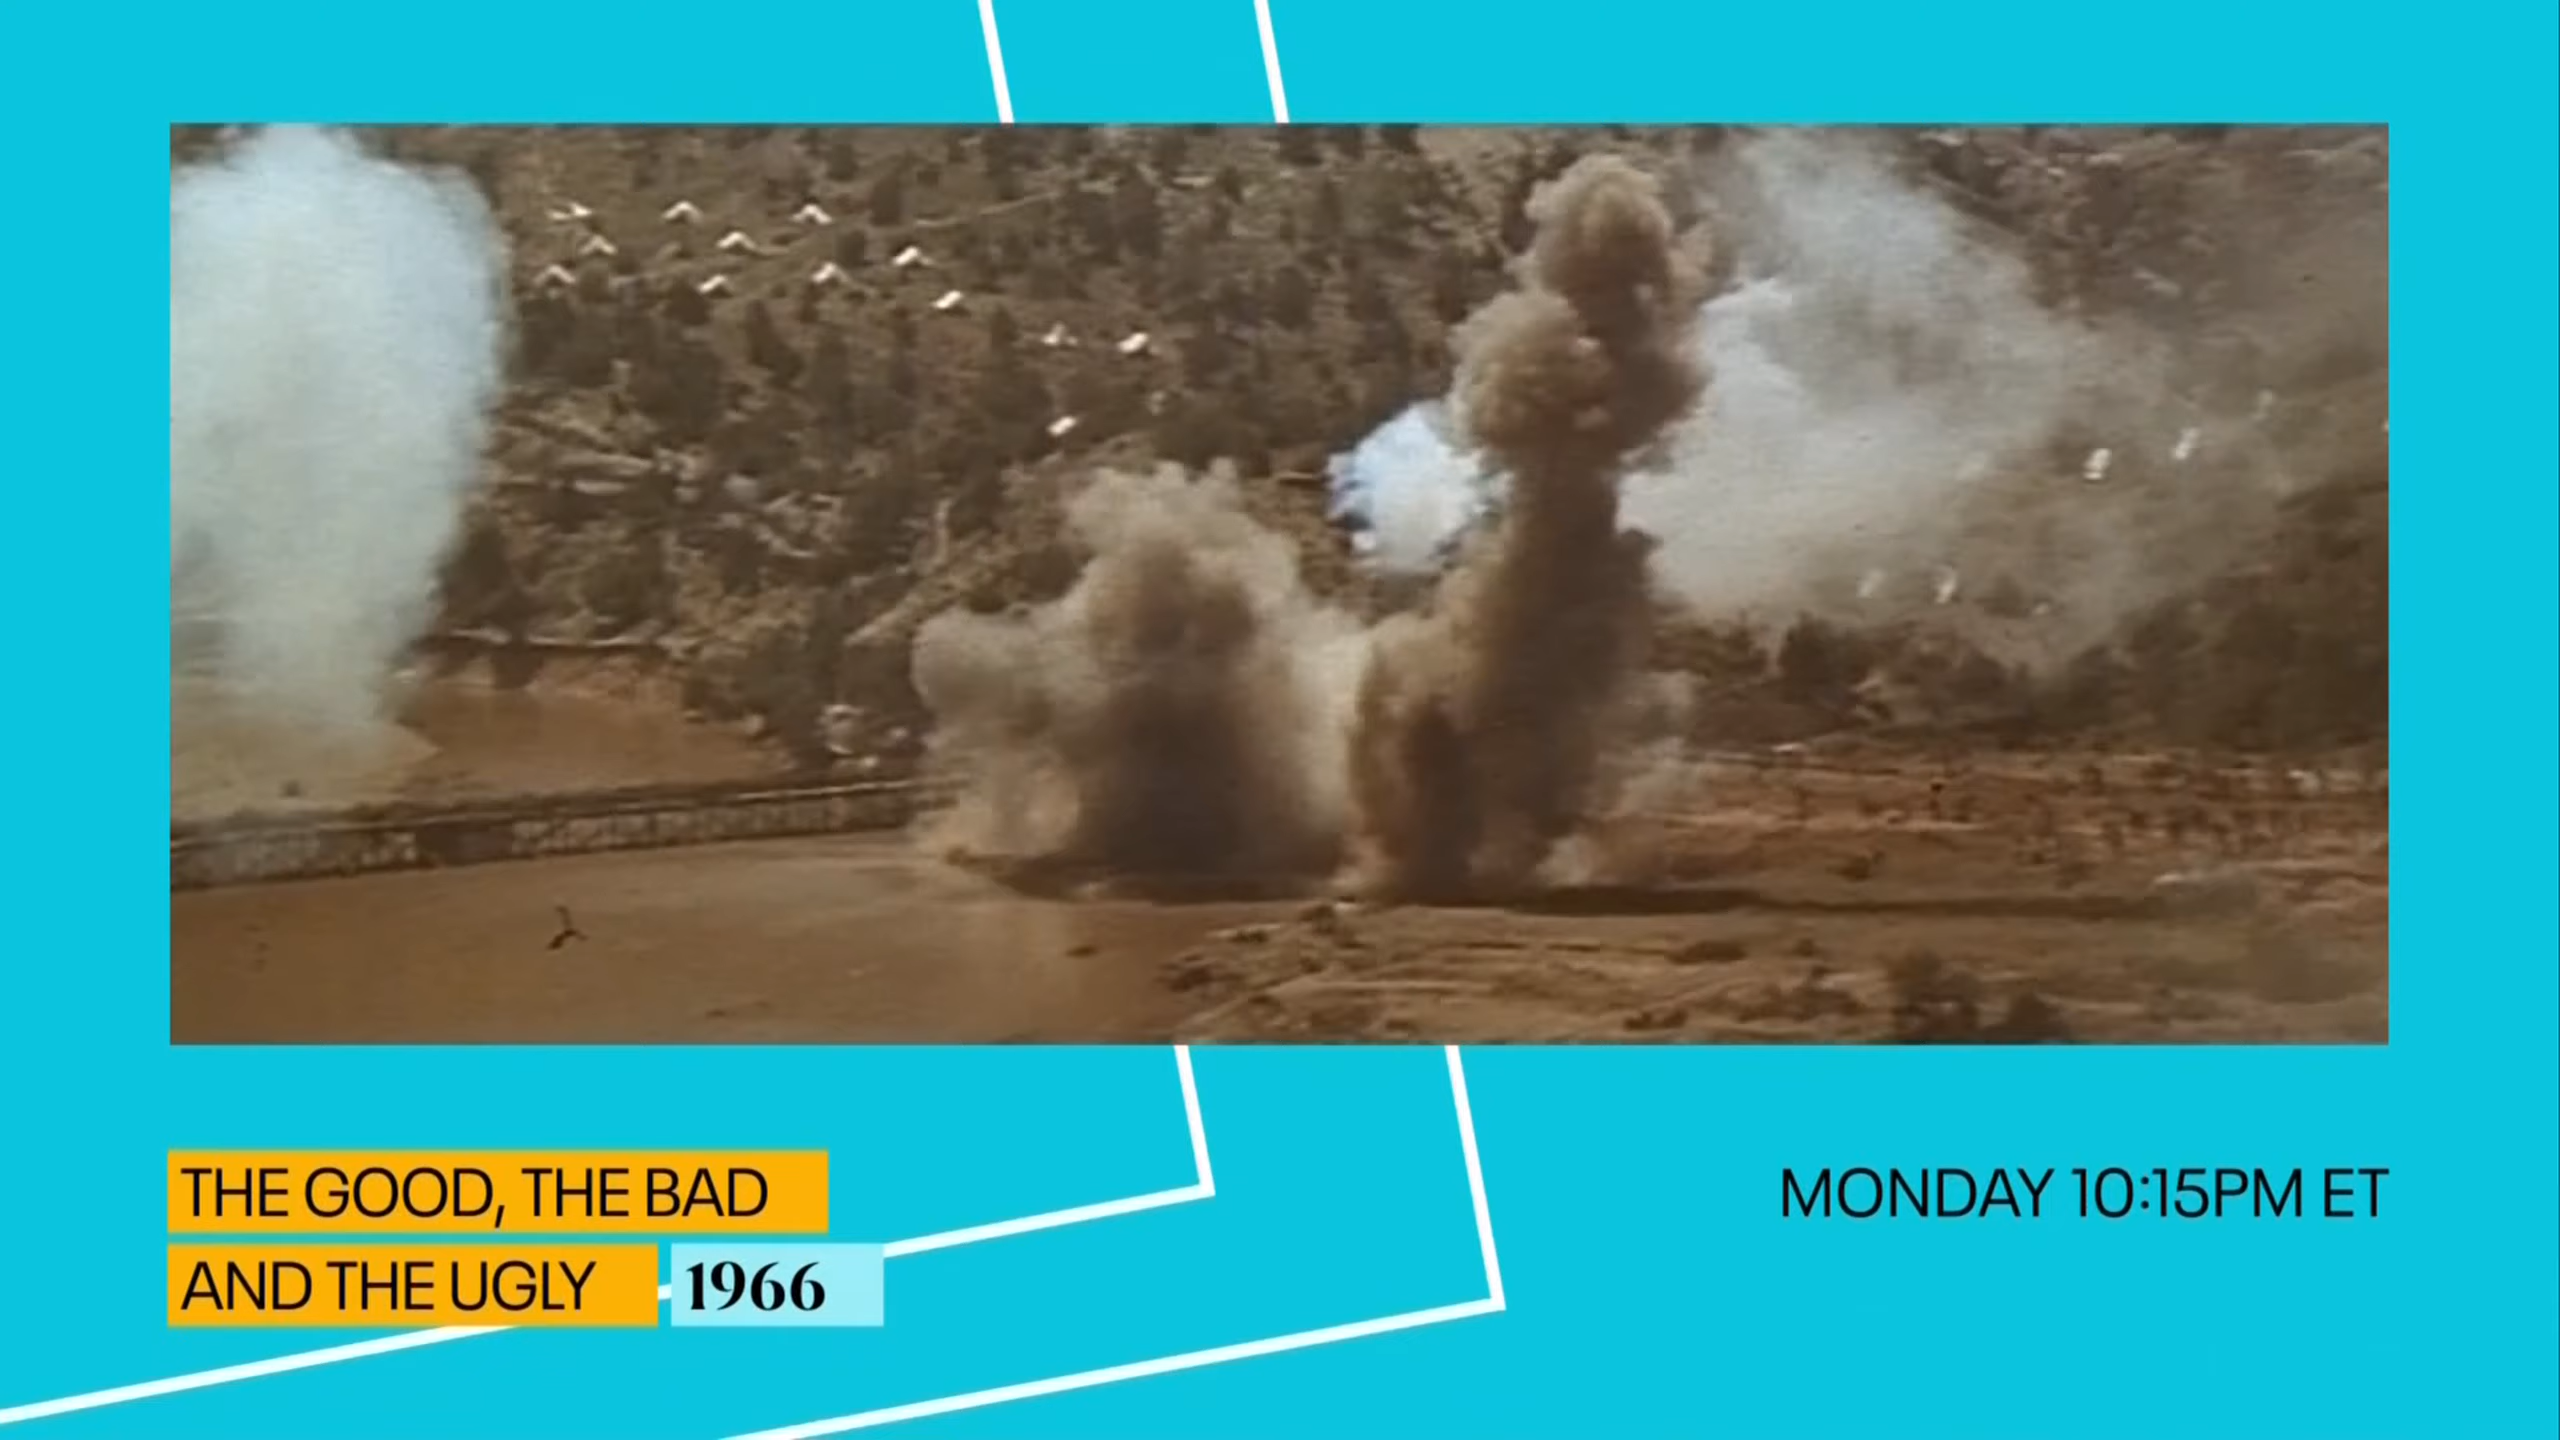 THE GOOD, THE BAD
AND THE UGLY 1966
MONDAY 10:15PM ET